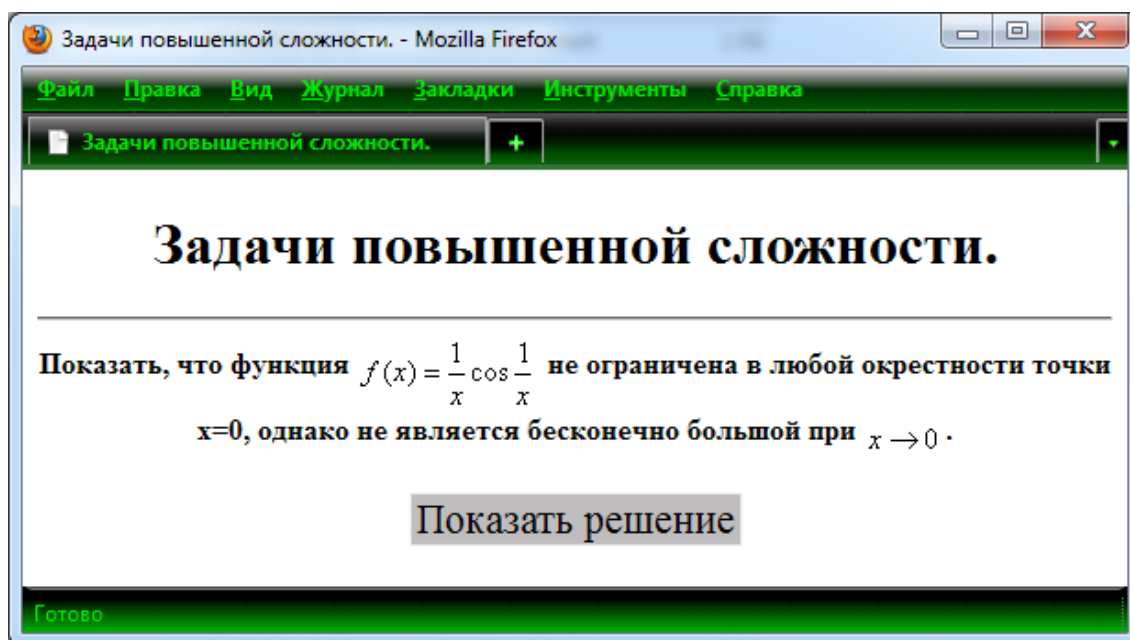 Задачи повышенной сложности. - Mozilla Firefox
Файл Правка Вид Журнал Закладки Инструменты Справка
Задачи повышенной сложности. +
Задачи повышенной сложности.
Показать, что функция f(x) = 1/x cos 1/x не ограничена в любой окрестности точки
x=0, однако не является бесконечно большой при x → 0 .
Показать решение
Готово